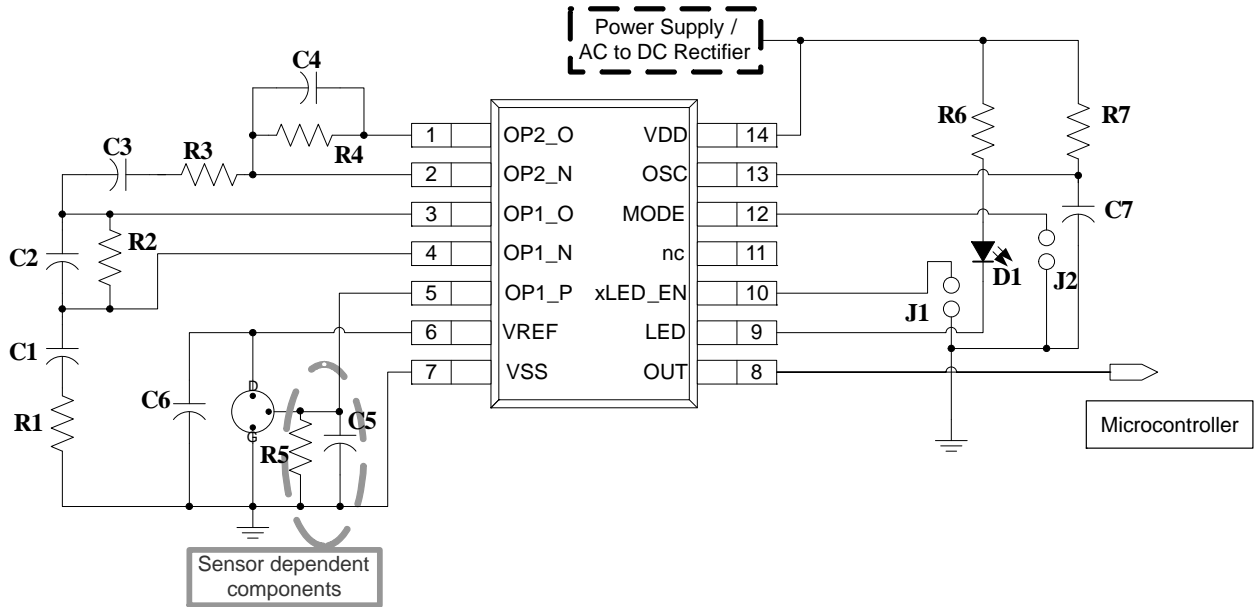 Power Supply /
AC to DC Rectifier
C4
R4
C3
R3
C2
R2
C1
R1
C6
D
G
R5
C5
Sensor dependent
components
1
OP2_O
2
OP2_N
3
OP1_O
4
OP1_N
5
OP1_P
6
VREF
7
VSS
VDD
14
OSC
13
MODE
12
nc
11
xLED_EN
10
LED
9
OUT
8
R6
R7
C7
D1
J2
J1
Microcontroller